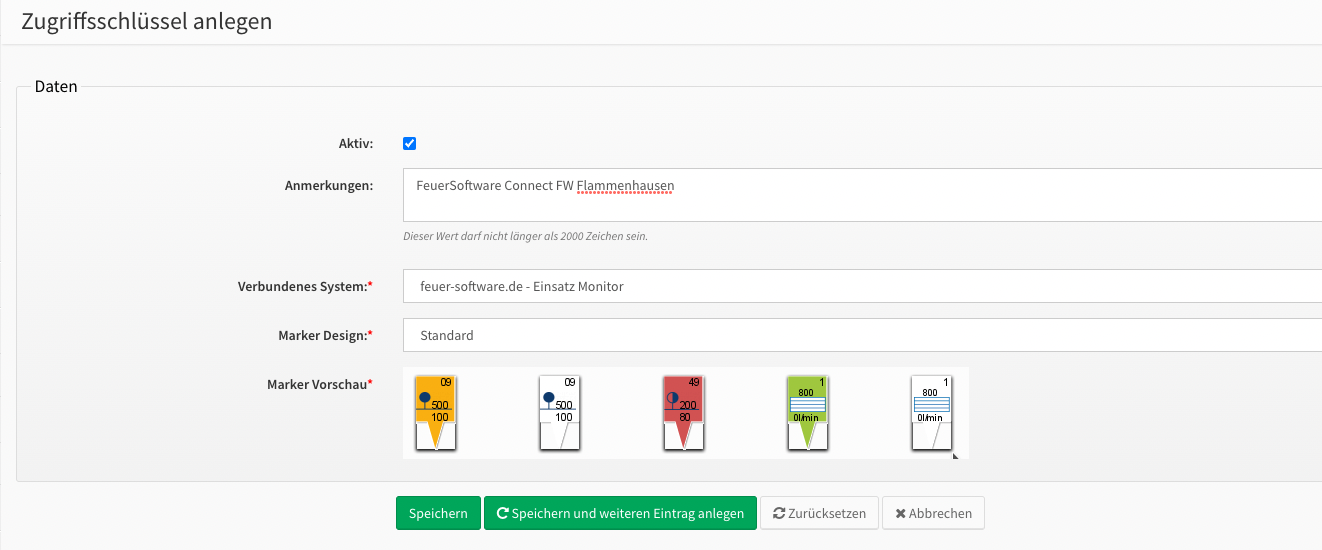 Zugriffsschlüssel anlegen
Daten
Aktiv:
Anmerkungen:
FeuerSoftware Connect FW Flammenhausen
Dieser Wert darf nicht länger als 2000 Zeichen sein.
Verbundenes System:*
feuer-software.de - Einsatz Monitor
Marker Design:*
Standard
Marker Vorschau*
09
500
100
09
500
100
49
200
80
1
800
0l/min
1
800
0l/min
Speichern
Speichern und weiteren Eintrag anlegen
Zurücksetzen
Abbrechen